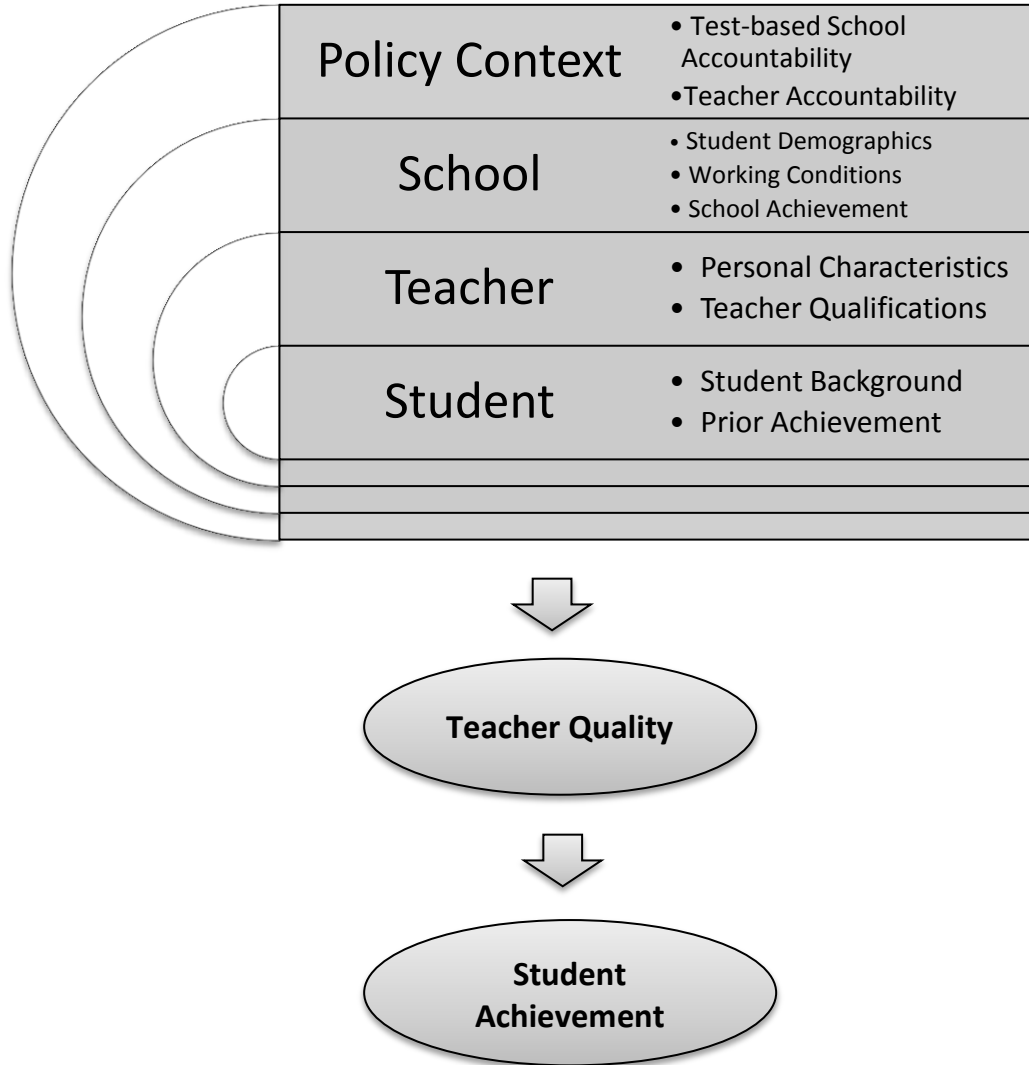 Policy Context
• Test-based School
Accountability
•Teacher Accountability
School
• Student Demographics
• Working Conditions
• School Achievement
Teacher
• Personal Characteristics
• Teacher Qualifications
Student
• Student Background
• Prior Achievement
Teacher Quality
Student
Achievement